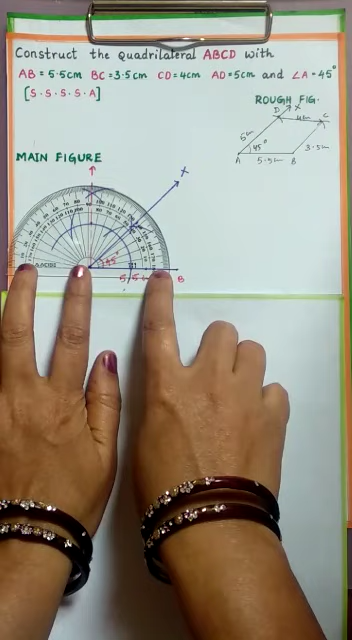 Construct the quadrilateral ABCD with
AB = 5.5cm BC = 3.5cm CD = 4cm AD = 5cm and ∠A = 45°
[S.S.S.S.A]
ROUGH FIG.
D X 4cm C
5cm
45° 3.5cm
A 5.5cm B
MAIN FIGURE
X
45°
B